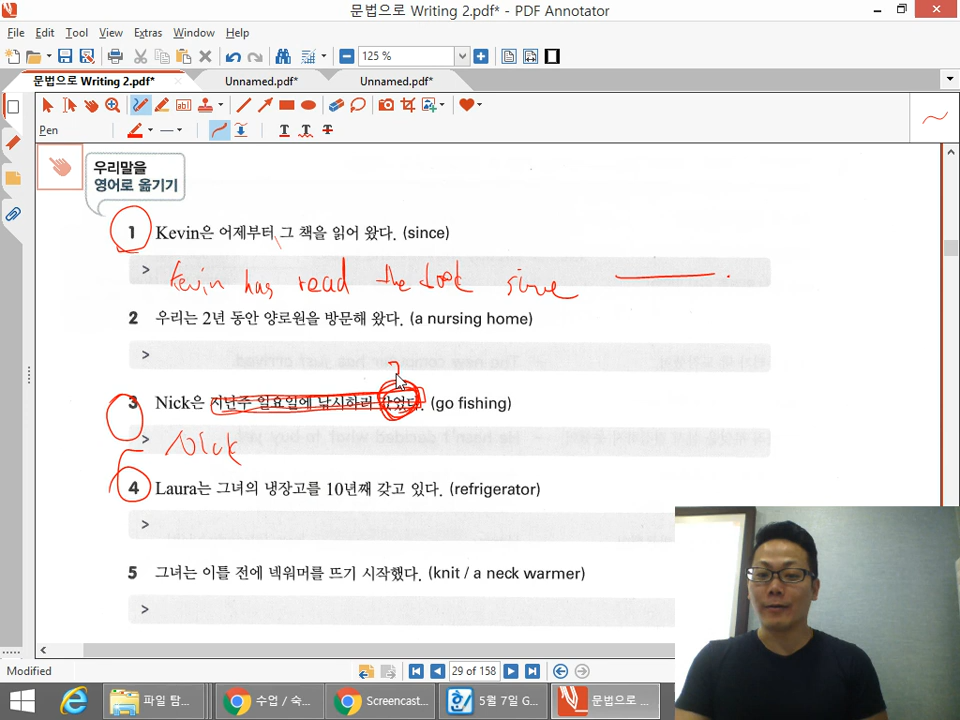 문법으로 Writing 2.pdf* - PDF Annotator
File Edit Tool View Extras Window Help
125 %
문법으로 Writing 2.pdf* Unnamed.pdf* Unnamed.pdf*
Pen
우리말을
영어로 옮기기
1 Kevin은 어제부터 그 책을 읽어 왔다. (since)
> Kevin has read the book since .
2 우리는 2년 동안 양로원을 방문해 왔다. (a nursing home)
>
3 Nick은 지난주 일요일에 낚시하러 갔었다. (go fishing)
> Nick
4 Laura는 그녀의 냉장고를 10년째 갖고 있다. (refrigerator)
>
5 그녀는 이틀 전에 넥워머를 뜨기 시작했다. (knit / a neck warmer)
>
Modified 29 of 158
파일 탐... 수업 / 숙... Screencast... 5월 7일 G... 문법으로 ...